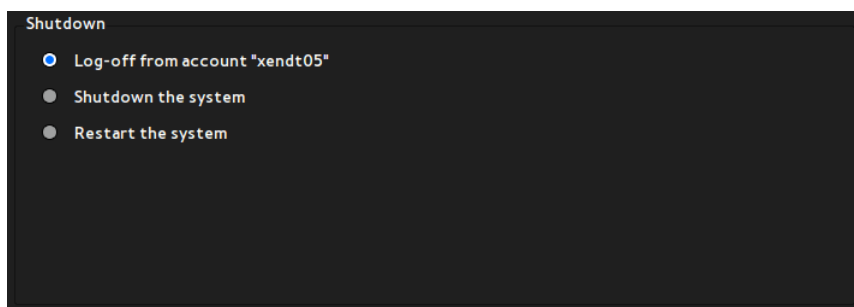 Shutdown
Log-off from account "xendt05"
Shutdown the system
Restart the system